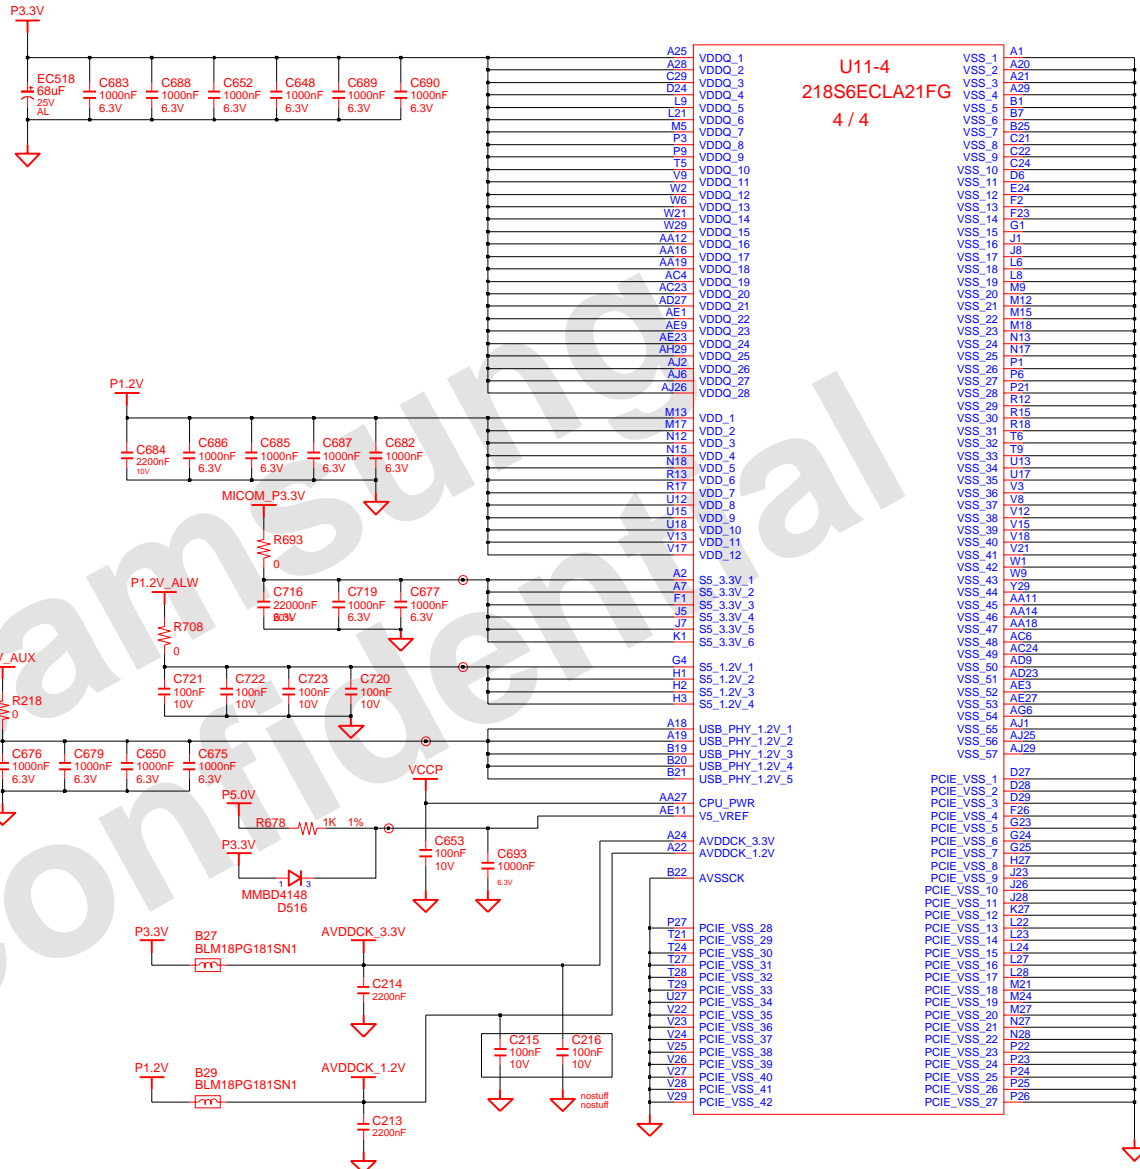 P3.3V
EC518
68uF
25V
AL
C683
1000nF
6.3V
C688
1000nF
6.3V
C652
1000nF
6.3V
C648
1000nF
6.3V
C689
1000nF
6.3V
C690
1000nF
6.3V
U11-4
218S6ECLA21FG
4 / 4
A25 VDDQ_1
A28 VDDQ_2
C29 VDDQ_3
D24 VDDQ_4
L9 VDDQ_5
L21 VDDQ_6
M5 VDDQ_7
P3 VDDQ_8
P9 VDDQ_9
T5 VDDQ_10
V9 VDDQ_11
W2 VDDQ_12
W6 VDDQ_13
W21 VDDQ_14
W29 VDDQ_15
AA12 VDDQ_16
AA16 VDDQ_17
AA19 VDDQ_18
AC4 VDDQ_19
AC23 VDDQ_20
AD27 VDDQ_21
AE1 VDDQ_22
AE9 VDDQ_23
AE23 VDDQ_24
AH29 VDDQ_25
AJ2 VDDQ_26
AJ6 VDDQ_27
AJ26 VDDQ_28
P1.2V
C684
2200nF
10V
C686
1000nF
6.3V
C685
1000nF
6.3V
C687
1000nF
6.3V
C682
1000nF
6.3V
M13 VDD_1
M17 VDD_2
N12 VDD_3
N15 VDD_4
N18 VDD_5
R13 VDD_6
R17 VDD_7
U12 VDD_8
U15 VDD_9
U18 VDD_10
V13 VDD_11
V17 VDD_12
MICOM_P3.3V
R693
0
C716
22000nF
6.3V
C719
1000nF
6.3V
C677
1000nF
6.3V
A2 S5_3.3V_1
A7 S5_3.3V_2
F1 S5_3.3V_3
J5 S5_3.3V_4
J7 S5_3.3V_5
K1 S5_3.3V_6
P1.2V_ALW
R708
0
C721
100nF
10V
C722
100nF
10V
C723
100nF
10V
C720
100nF
10V
G4 S5_1.2V_1
H1 S5_1.2V_2
H2 S5_1.2V_3
H3 S5_1.2V_4
V_AUX
R218
0
C676
1000nF
6.3V
C679
1000nF
6.3V
C650
1000nF
6.3V
C675
1000nF
6.3V
A18 USB_PHY_1.2V_1
A19 USB_PHY_1.2V_2
B19 USB_PHY_1.2V_3
B20 USB_PHY_1.2V_4
B21 USB_PHY_1.2V_5
VCCP
AA27 CPU_PWR
AE11 V5_VREF
P5.0V
R678 1K 1%
P3.3V
1 3
MMBD4148
D516
C653
100nF
10V
C693
1000nF
6.3V
A24 AVDDCK_3.3V
A22 AVDDCK_1.2V
B22 AVSSCK
P3.3V
B27
BLM18PG181SN1
AVDDCK_3.3V
C214
2200nF
P1.2V
B29
BLM18PG181SN1
AVDDCK_1.2V
C213
2200nF
C215
100nF
10V
C216
100nF
10V
nostuff
nostuff
P27 PCIE_VSS_28
T21 PCIE_VSS_29
T24 PCIE_VSS_30
T27 PCIE_VSS_31
T28 PCIE_VSS_32
T29 PCIE_VSS_33
U27 PCIE_VSS_34
V22 PCIE_VSS_35
V23 PCIE_VSS_36
V24 PCIE_VSS_37
V25 PCIE_VSS_38
V26 PCIE_VSS_39
V27 PCIE_VSS_40
V28 PCIE_VSS_41
V29 PCIE_VSS_42
VSS_1 A1
VSS_2 A20
VSS_3 A21
VSS_4 A29
VSS_5 B1
VSS_6 B7
VSS_7 B25
VSS_8 C21
VSS_9 C22
VSS_10 C24
VSS_11 D6
VSS_12 E24
VSS_13 F2
VSS_14 F23
VSS_15 G1
VSS_16 J1
VSS_17 J8
VSS_18 L6
VSS_19 L8
VSS_20 M9
VSS_21 M12
VSS_22 M15
VSS_23 M18
VSS_24 N13
VSS_25 N17
VSS_26 P1
VSS_27 P6
VSS_28 P21
VSS_29 R12
VSS_30 R15
VSS_31 R18
VSS_32 T6
VSS_33 T9
VSS_34 U13
VSS_35 U17
VSS_36 V3
VSS_37 V8
VSS_38 V12
VSS_39 V15
VSS_40 V18
VSS_41 V21
VSS_42 W1
VSS_43 W9
VSS_44 Y29
VSS_45 AA11
VSS_46 AA14
VSS_47 AA18
VSS_48 AC6
VSS_49 AC24
VSS_50 AD9
VSS_51 AD23
VSS_52 AE3
VSS_53 AE27
VSS_54 AG6
VSS_55 AJ1
VSS_56 AJ25
VSS_57 AJ29
PCIE_VSS_1 D27
PCIE_VSS_2 D28
PCIE_VSS_3 D29
PCIE_VSS_4 F26
PCIE_VSS_5 G23
PCIE_VSS_6 G24
PCIE_VSS_7 G25
PCIE_VSS_8 H27
PCIE_VSS_9 J23
PCIE_VSS_10 J26
PCIE_VSS_11 J28
PCIE_VSS_12 K27
PCIE_VSS_13 L22
PCIE_VSS_14 L23
PCIE_VSS_15 L24
PCIE_VSS_16 L27
PCIE_VSS_17 L28
PCIE_VSS_18 M21
PCIE_VSS_19 M24
PCIE_VSS_20 M27
PCIE_VSS_21 N27
PCIE_VSS_22 N28
PCIE_VSS_23 P22
PCIE_VSS_24 P23
PCIE_VSS_25 P24
PCIE_VSS_26 P25
PCIE_VSS_27 P26
amsung
Confidential